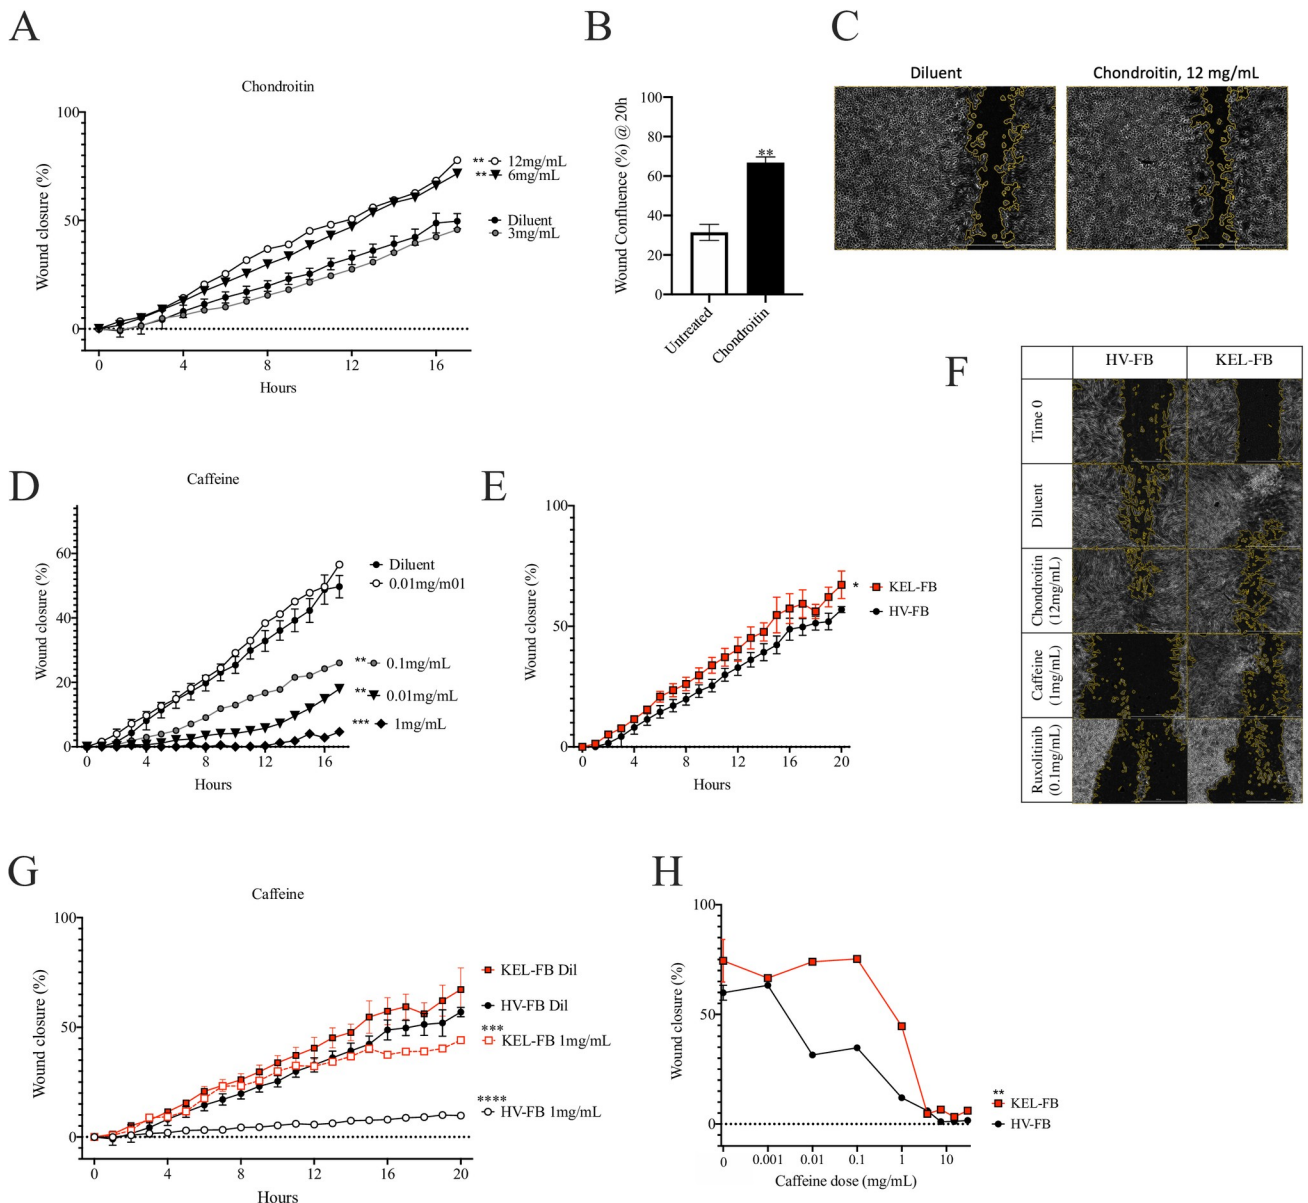 A
Chondroitin
Wound closure (%)
100
50
0
0 4 8 12 16
Hours
** 12mg/mL
** 6mg/mL
Diluent
3mg/mL
B
Wound Confluence (%) @ 20h
100
80
60
40
20
0
**
Untreated
Chondroitin
C
Diluent
Chondroitin, 12 mg/mL
D
Caffeine
Wound closure (%)
60
40
20
0
0 4 8 12 16
Hours
Diluent
0.01mg/m01
** 0.1mg/mL
** 0.01mg/mL
*** 1mg/mL
E
Wound closure (%)
100
50
0
0 4 8 12 16 20
Hours
* KEL-FB
HV-FB
F
HV-FB KEL-FB
Time 0
Diluent
Chondroitin
(12mg/mL)
Caffeine
(1mg/mL)
Ruxolitimib
(0.1mg/mL)
G
Caffeine
Wound closure (%)
100
50
0
0 4 8 12 16 20
Hours
KEL-FB Dil
HV-FB Dil
***
KEL-FB 1mg/mL
****
HV-FB 1mg/mL
H
Wound closure (%)
100
50
0
0 0.001 0.01 0.1 1 10
Caffeine dose (mg/mL)
**
KEL-FB
HV-FB